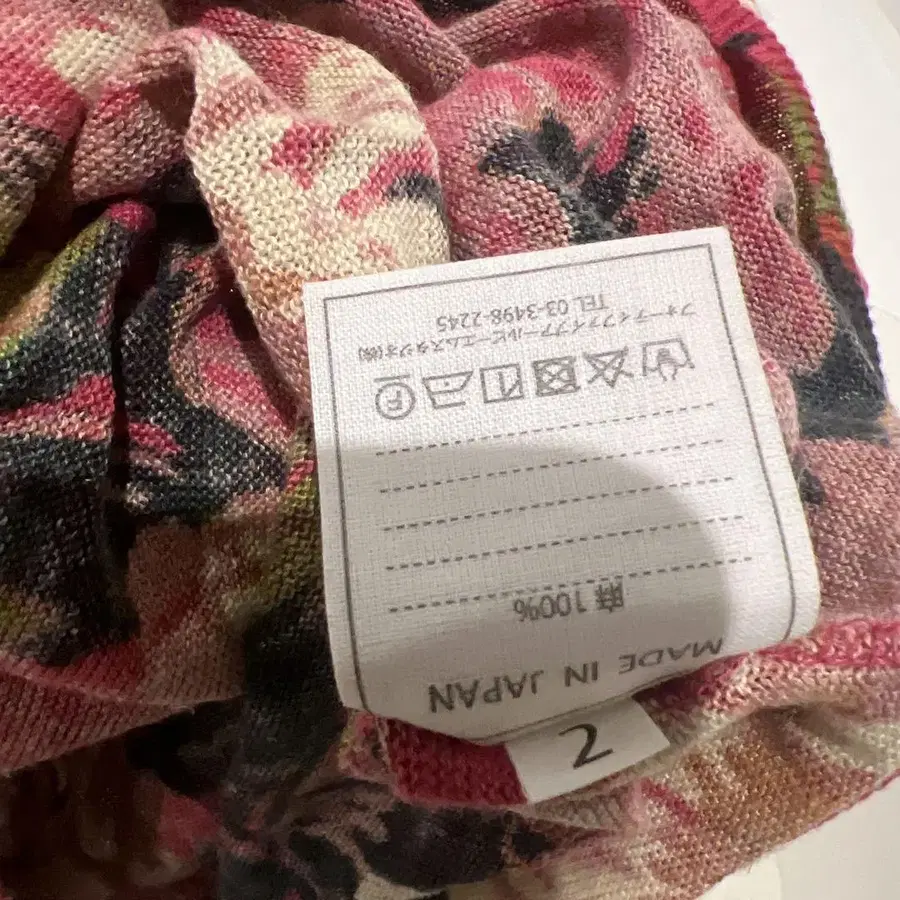 2
MADE IN JAPAN
麻 100%
フォーティファイブアールピーエムスタジオ(株)
TEL 03-3498-2245